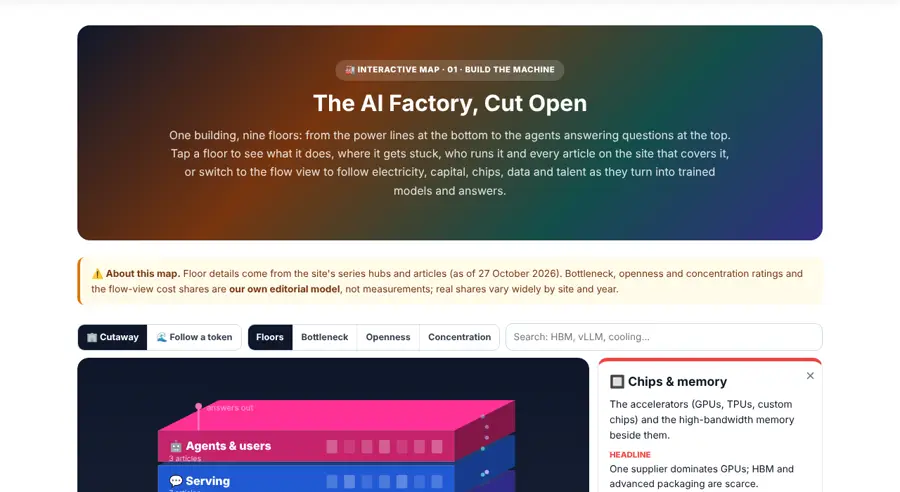 🏭 INTERACTIVE MAP · 01 · BUILD THE MACHINE
The AI Factory, Cut Open
One building, nine floors: from the power lines at the bottom to the agents answering questions at the top.
Tap a floor to see what it does, where it gets stuck, who runs it and every article on the site that covers it,
or switch to the flow view to follow electricity, capital, chips, data and talent as they turn into trained
models and answers.
⚠️ About this map. Floor details come from the site's series hubs and articles (as of 27 October 2026). Bottleneck, openness and concentration ratings and
the flow-view cost shares are our own editorial model, not measurements; real shares vary widely by site and year.
🏢 Cutaway 🌊 Follow a token Floors Bottleneck Openness Concentration Search: HBM, vLLM, cooling...
answers out
🤖 Agents & users
3 articles
💬 Serving
🔲 Chips & memory ✕
The accelerators (GPUs, TPUs, custom
chips) and the high-bandwidth memory
beside them.
HEADLINE
One supplier dominates GPUs; HBM and
advanced packaging are scarce.